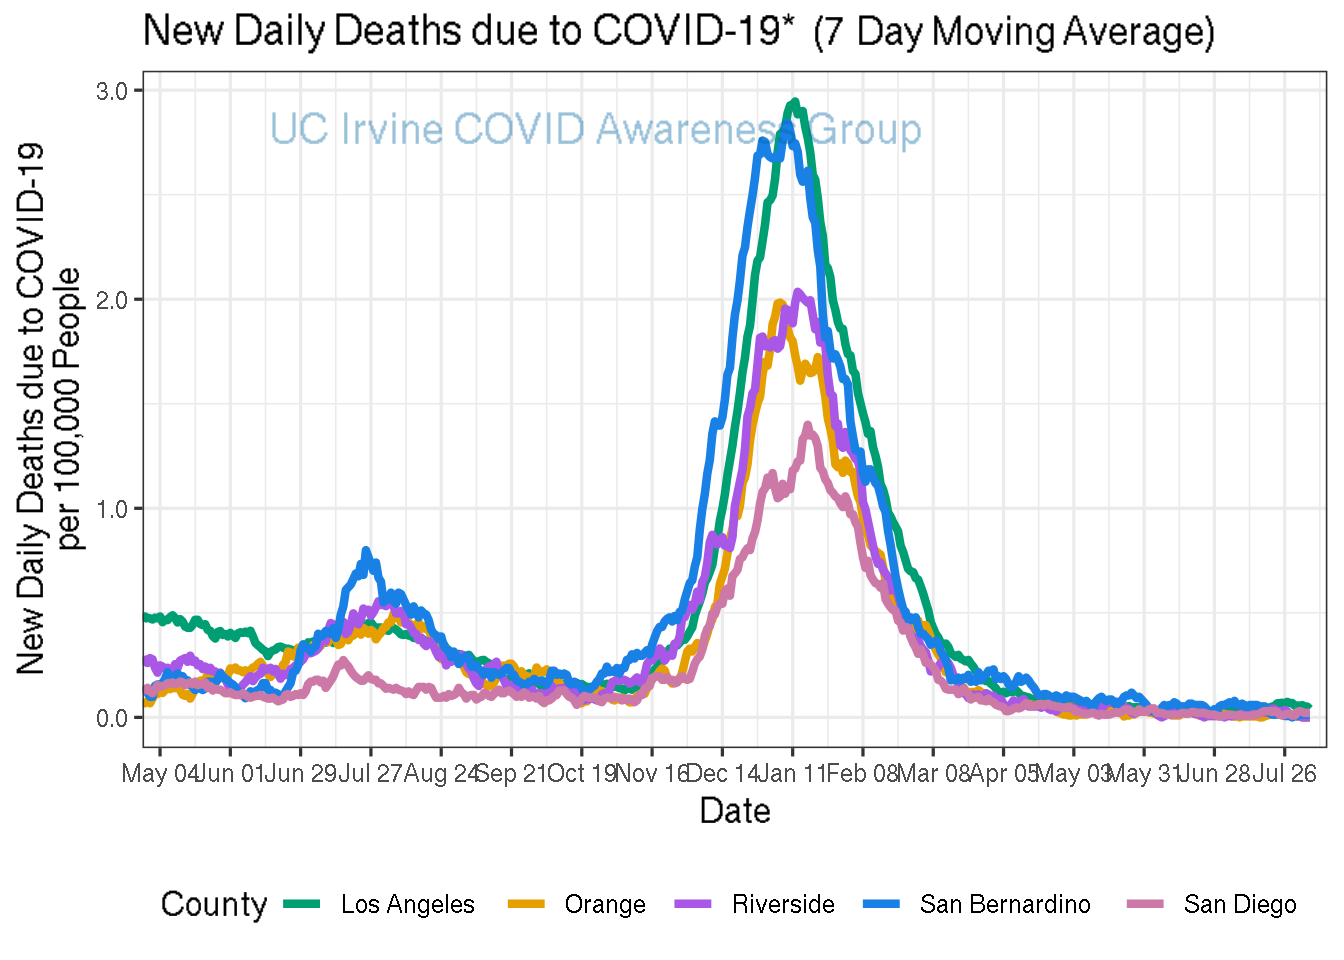 New Daily Deaths due to COVID-19* (7 Day Moving Average)
UC Irvine COVID Awareness Group
New Daily Deaths due to COVID-19
per 100,000 People
3.0
2.0
1.0
0.0
May 04 Jun 01 Jun 29 Jul 27 Aug 24 Sep 21 Oct 19 Nov 16 Dec 14 Jan 11 Feb 08 Mar 08 Apr 05 May 03 May 31 Jun 28 Jul 26
Date
County Los Angeles Orange Riverside San Bernardino San Diego